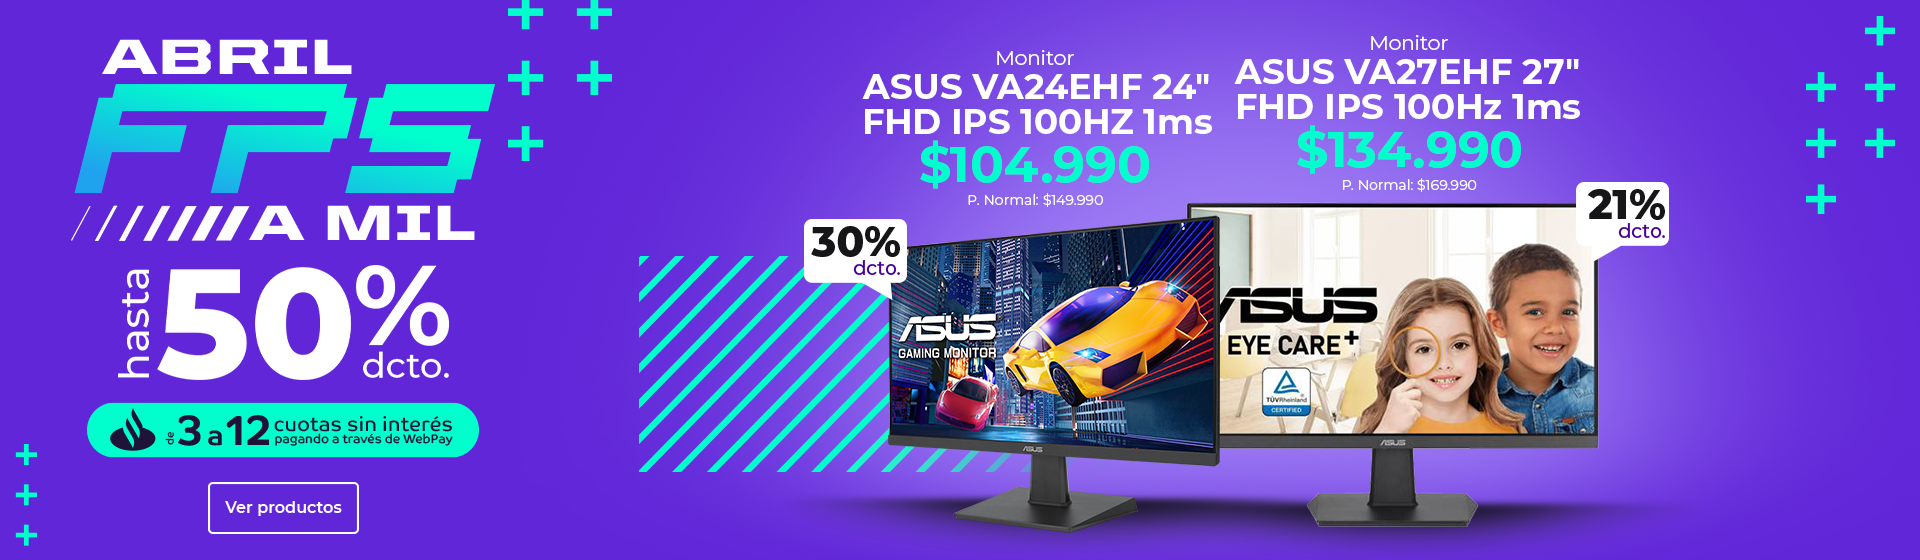 ABRIL
FPS
A MIL
hasta
50%
dcto.
de 3 a 12 cuotas sin interés
pagando a través de WebPay
Ver productos
Monitor
ASUS VA24EHF 24"
FHD IPS 100HZ 1ms
$104.990
P. Normal: $149.990
30%
dcto.
ASUS
GAMING MONITOR
ASUS
Monitor
ASUS VA27EHF 27"
FHD IPS 100Hz 1ms
$134.990
P. Normal: $169.990
21%
dcto.
ASUS
EYE CARE+
TÜVRheinland
CERTIFIED
ASUS